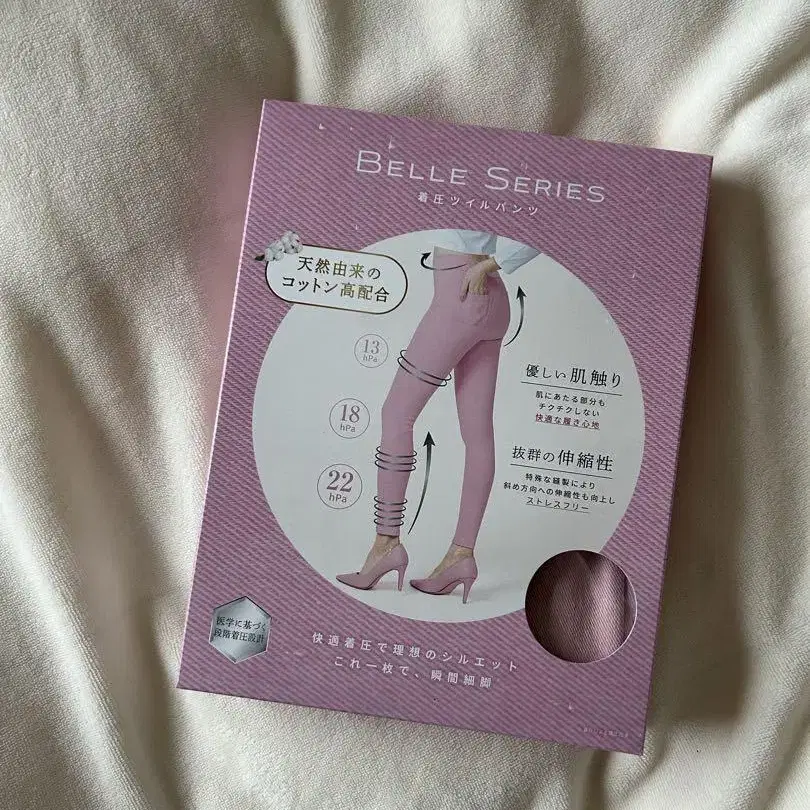 BELLE SERIES
着圧ツイルパンツ
天然由来の
コットン高配合
13
hPa
18
hPa
22
hPa
優しい肌触り
肌にあたる部分も
チクチクしない
快適な履き心地
抜群の伸縮性
特殊な縫製により
斜め方向への伸縮性も向上し
ストレスフリー
医学に基づく
段階着圧設計
快適着圧で理想のシルエット
これ一枚で、瞬間細脚